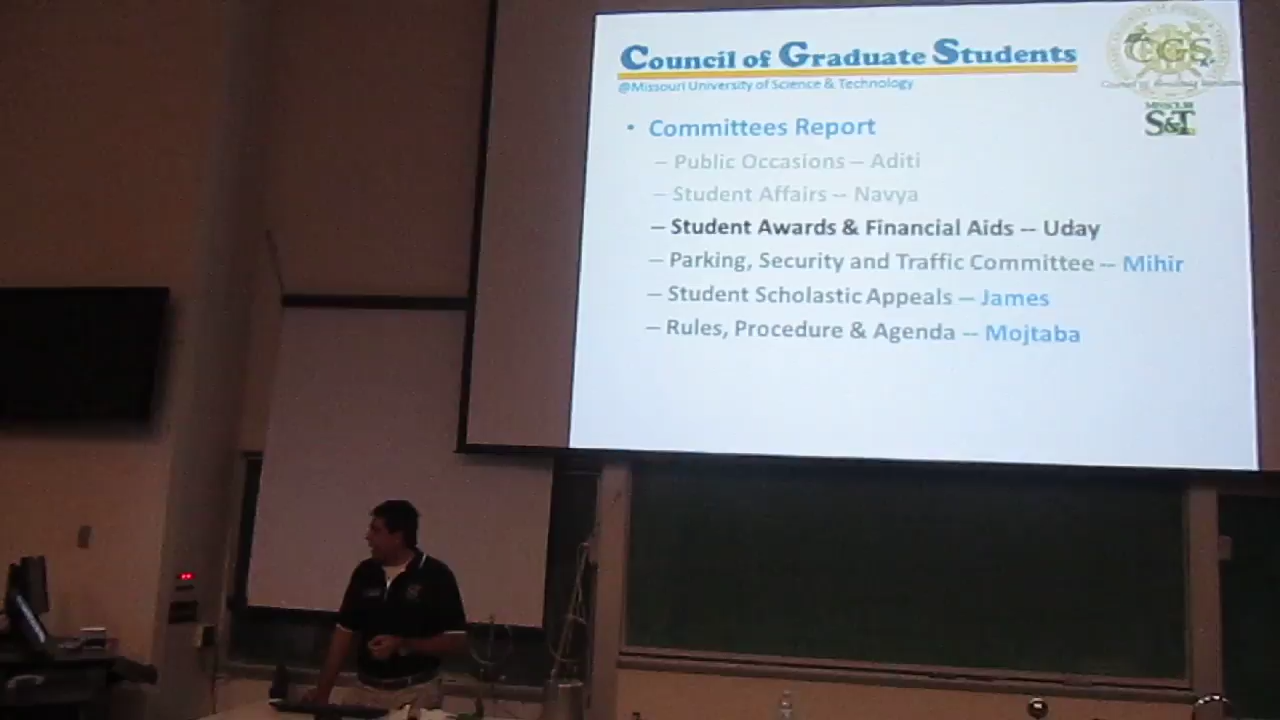 Council of Graduate Students
@Missouri University of Science & Technology
CGS
MISSOURI
S&T
• Committees Report
– Public Occasions – Aditi
– Student Affairs -- Navya
– Student Awards & Financial Aids -- Uday
– Parking, Security and Traffic Committee -- Mihir
– Student Scholastic Appeals – James
– Rules, Procedure & Agenda -- Mojtaba